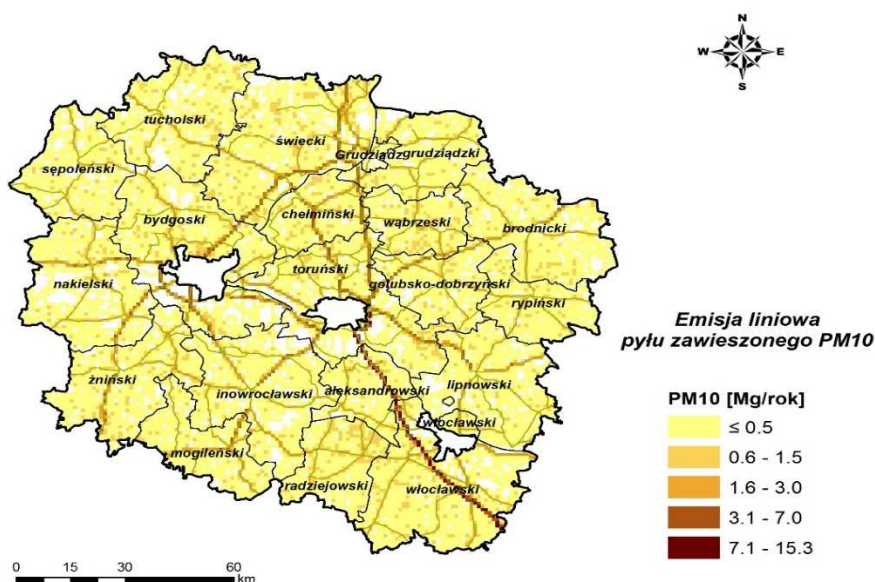 N
W E
S
tucholski
świecki
Grudziądz grudziądzki
sępoleński
bydgoski
chełmiński
wąbrzeski
brodnicki
toruński
nakielski
golubsko-dobrzyński
rypiński
Emisja liniowa
pyłu zawieszonego PM10
żniński
inowrocławski
aleksandrowski
lipnowski
włocławski
mogileński
radziejowski
włocławski
PM10 [Mg/rok]
≤ 0.5
0.6 - 1.5
1.6 - 3.0
3.1 - 7.0
7.1 - 15.3
0 15 30 60
km